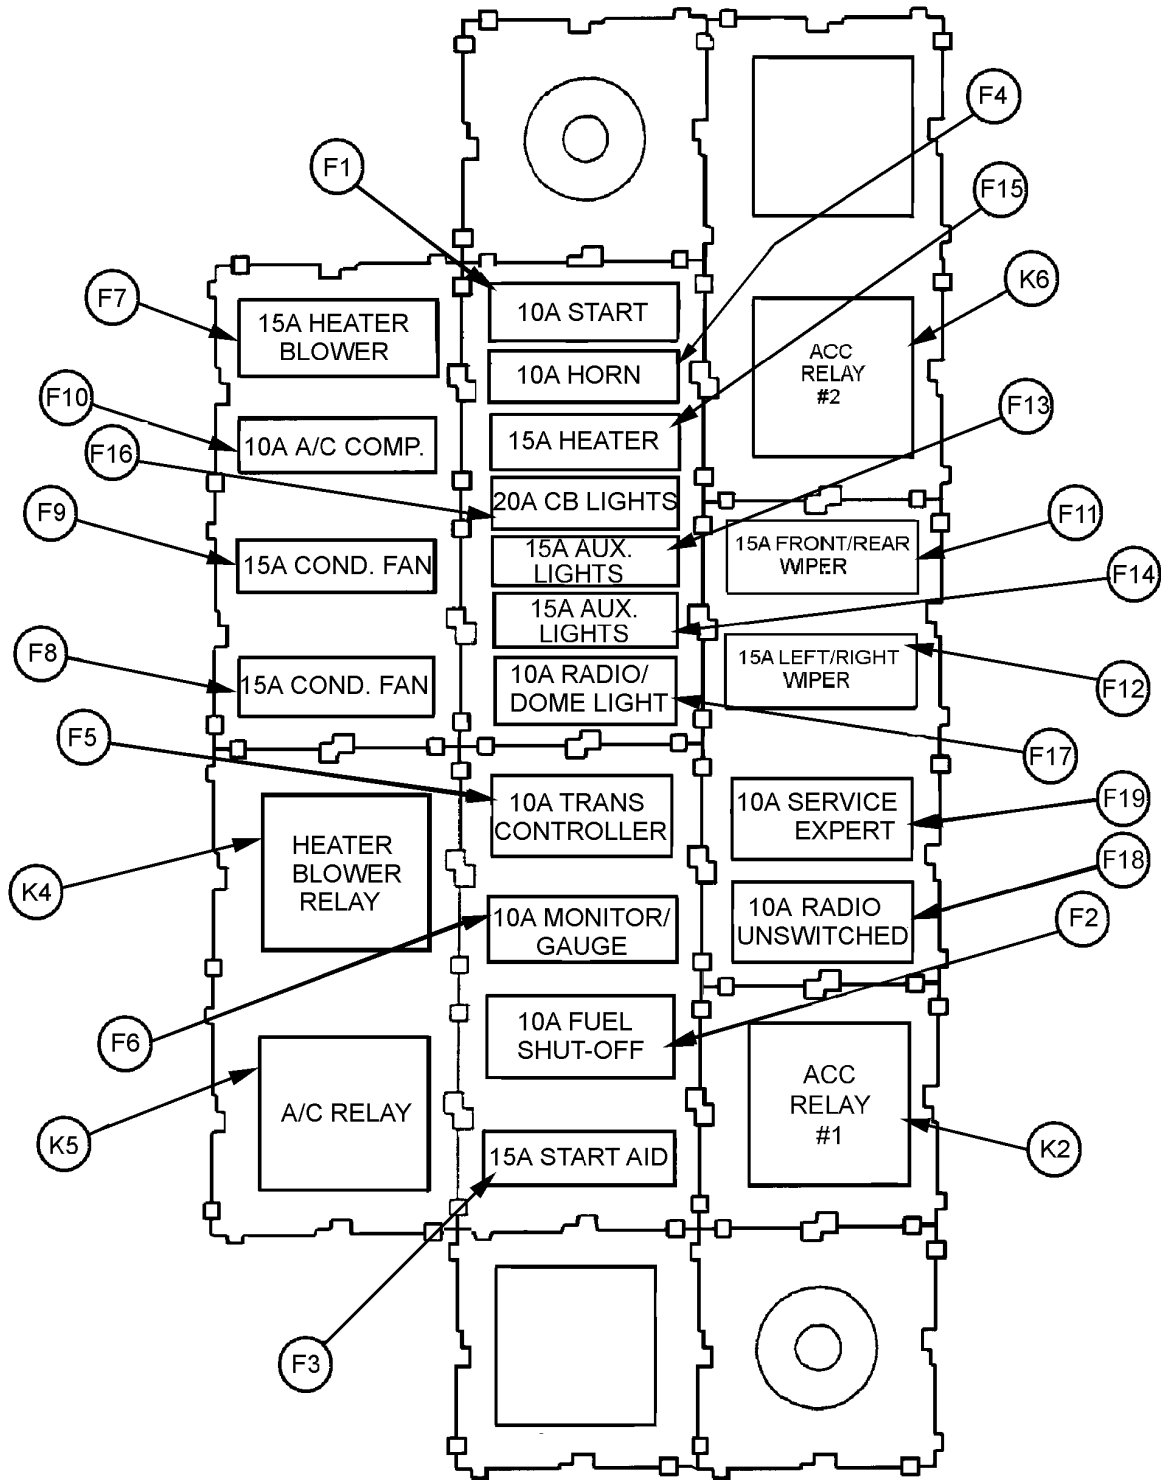 F4
F1
F15
K6
F7
15A HEATER
BLOWER
10A START
10A HORN
ACC
RELAY
#2
F10
F13
10A A/C COMP.
15A HEATER
F16
20A CB LIGHTS
F9
F11
15A COND. FAN
15A AUX.
LIGHTS
15A FRONT/REAR
WIPER
F14
15A AUX.
LIGHTS
F8
15A COND. FAN
10A RADIO/
DOME LIGHT
15A LEFT/RIGHT
WIPER
F12
F5
F17
10A TRANS
CONTROLLER
10A SERVICE
EXPERT
F19
HEATER
BLOWER
RELAY
K4
F18
10A MONITOR/
GAUGE
10A RADIO
UNSWITCHED
F2
F6
10A FUEL
SHUT-OFF
A/C RELAY
ACC
RELAY
#1
K5
15A START AID
K2
F3